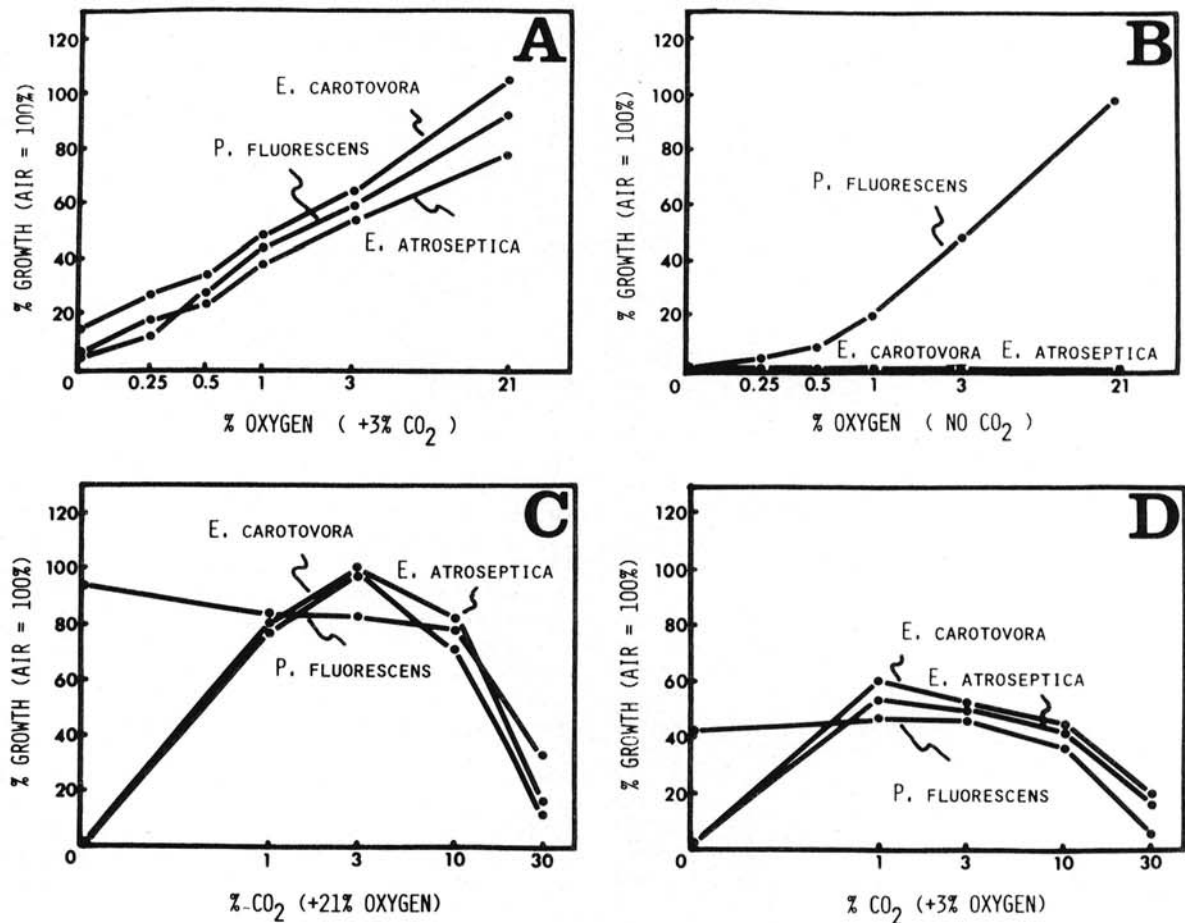 A
% GROWTH (AIR = 100%)
120
100
80
60
40
20
0
0.25 0.5 1 3 21
% OXYGEN ( +3% CO2 )
E. CAROTOVORA
P. FLUORESCENS
E. ATROSEPTICA
B
% GROWTH (AIR = 100%)
120
100
80
60
40
20
0
0.25 0.5 1 3 21
% OXYGEN ( NO CO2 )
P. FLUORESCENS
E. CAROTOVORA E. ATROSEPTICA
C
% GROWTH (AIR = 100%)
120
100
80
60
40
20
0 1 3 10 30
% CO2 (+21% OXYGEN)
E. CAROTOVORA
E. ATROSEPTICA
P. FLUORESCENS
D
% GROWTH (AIR = 100%)
120
100
80
60
40
20
0 1 3 10 30
% CO2 (+3% OXYGEN)
E. CAROTOVORA
E. ATROSEPTICA
P. FLUORESCENS